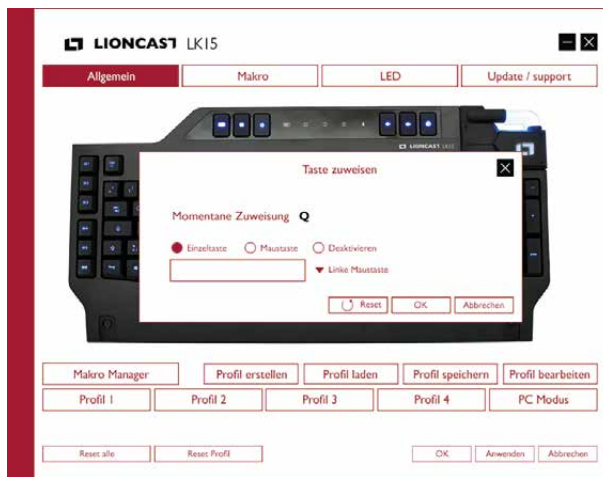 LIONCAST LK15
Allgemein Makro LED Update / support
LIONCAST LK15
Taste zuweisen
Momentane Zuweisung Q
Einzeltaste Maustaste Deaktivieren
Linke Maustaste
Reset OK Abbrechen
Makro Manager Profil erstellen Profil laden Profil speichern Profil bearbeiten
Profil 1 Profil 2 Profil 3 Profil 4 PC Modus
Reset alle Reset Profil OK Anwenden Abbrechen